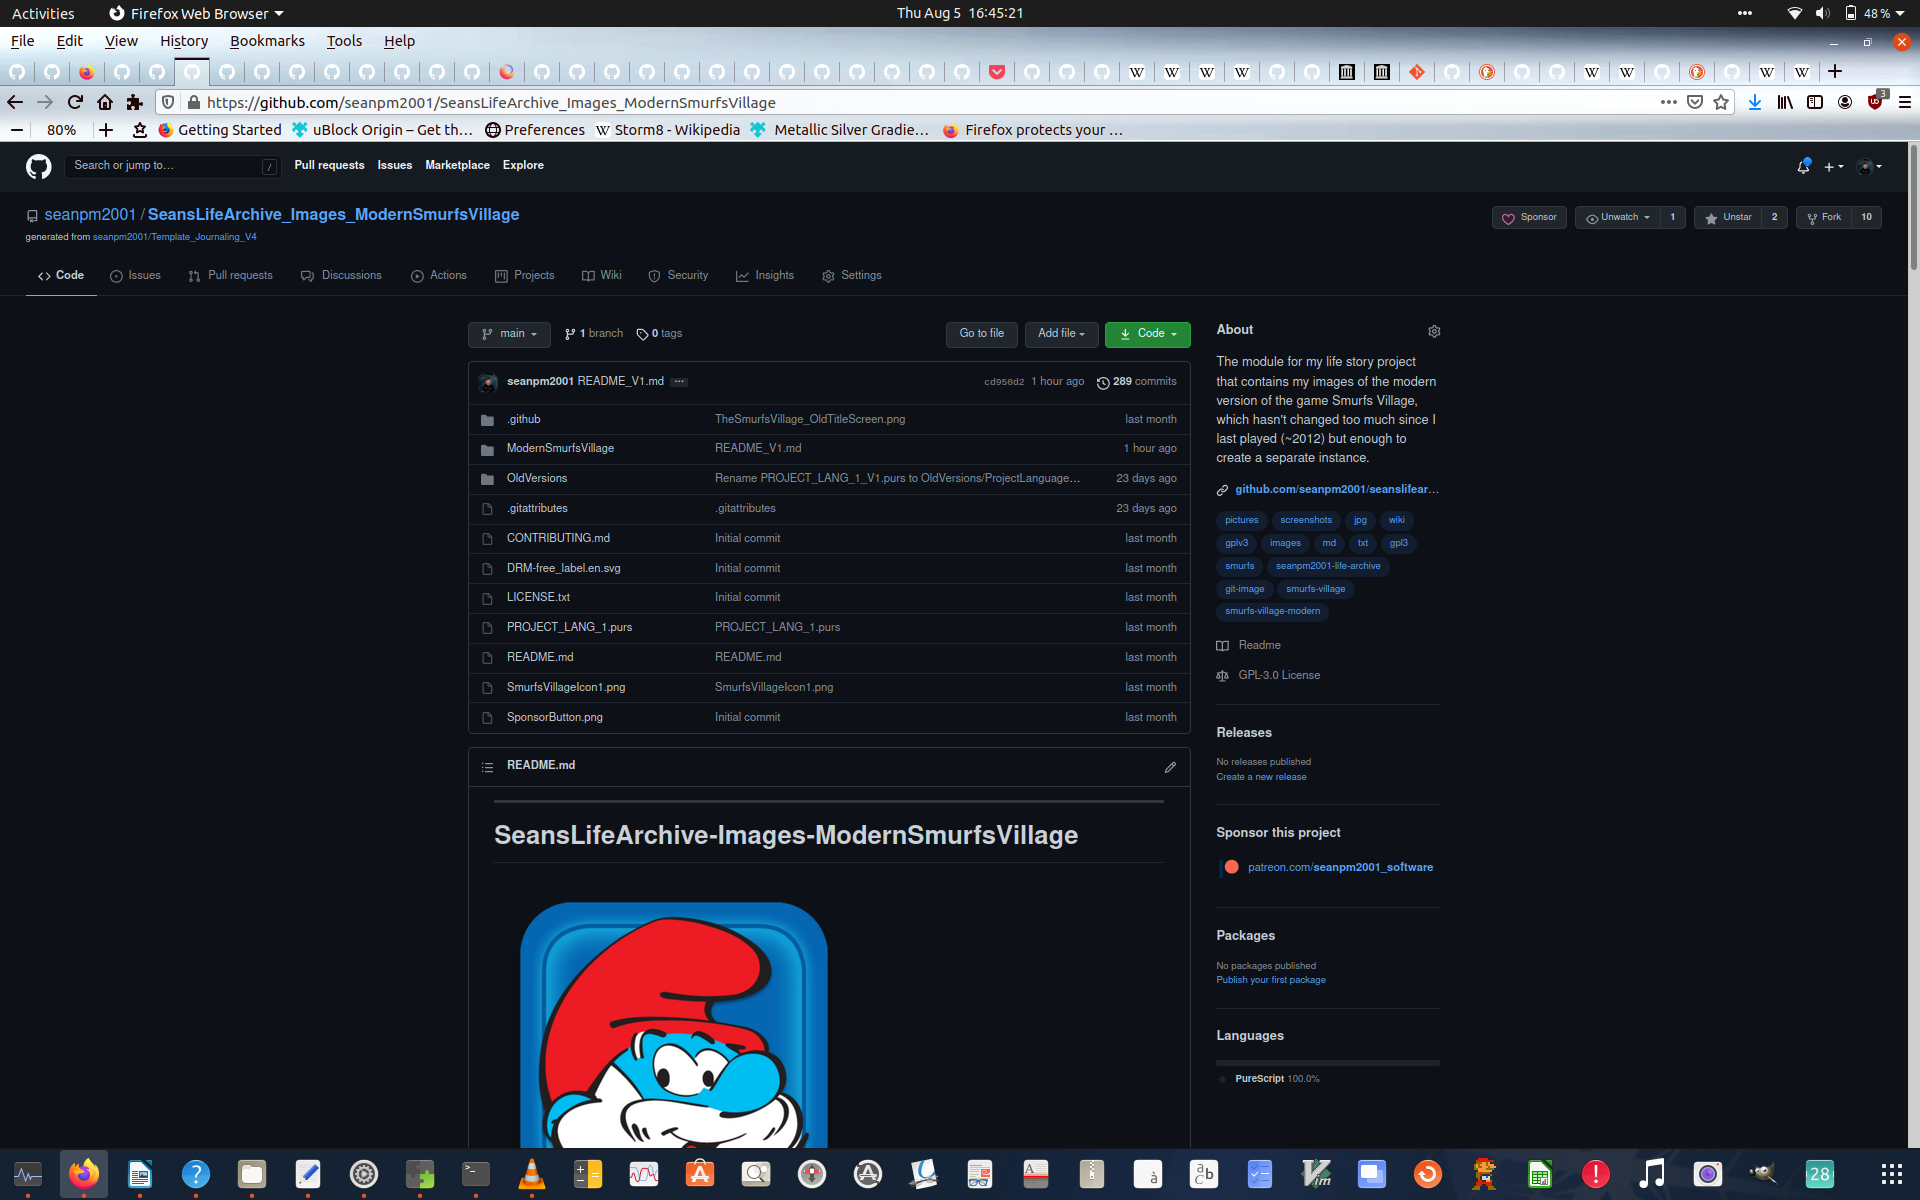 Activities Firefox Web Browser Thu Aug 5 16:45:21 48 %
File Edit View History Bookmarks Tools Help
https://github.com/seanpm2001/SeansLifeArchive_Images_ModernSmurfsVillage 3
80% Getting Started uBlock Origin – Get th… Preferences Storm8 - Wikipedia Metallic Silver Gradie… Firefox protects your …
Search or jump to… / Pull requests Issues Marketplace Explore
seanpm2001 / SeansLifeArchive_Images_ModernSmurfsVillage Sponsor Unwatch 1 Unstar 2 Fork 10
generated from seanpm2001/Template_Journaling_V4
Code Issues Pull requests Discussions Actions Projects Wiki Security Insights Settings
main 1 branch 0 tags Go to file Add file Code
seanpm2001 README_V1.md ... cd950d2 1 hour ago 289 commits
.github TheSmurfsVillage_OldTitleScreen.png last month
ModernSmurfsVillage README_V1.md 1 hour ago
OldVersions Rename PROJECT_LANG_1_V1.purs to OldVersions/ProjectLanguage… 23 days ago
.gitattributes .gitattributes 23 days ago
CONTRIBUTING.md Initial commit last month
DRM-free_label.en.svg Initial commit last month
LICENSE.txt Initial commit last month
PROJECT_LANG_1.purs PROJECT_LANG_1.purs last month
README.md README.md last month
SmurfsVillageIcon1.png SmurfsVillageIcon1.png last month
SponsorButton.png Initial commit last month
README.md
SeansLifeArchive-Images-ModernSmurfsVillage
About
The module for my life story project
that contains my images of the modern
version of the game Smurfs Village,
which hasn't changed too much since I
last played (~2012) but enough to
create a separate instance.
github.com/seanpm2001/seanslifear…
pictures screenshots jpg wiki
gplv3 images md txt gpl3
smurfs seanpm2001-life-archive
git-image smurfs-village
smurfs-village-modern
Readme
GPL-3.0 License
Releases
No releases published
Create a new release
Sponsor this project
patreon.com/seanpm2001_software
Packages
No packages published
Publish your first package
Languages
PureScript 100.0%
28